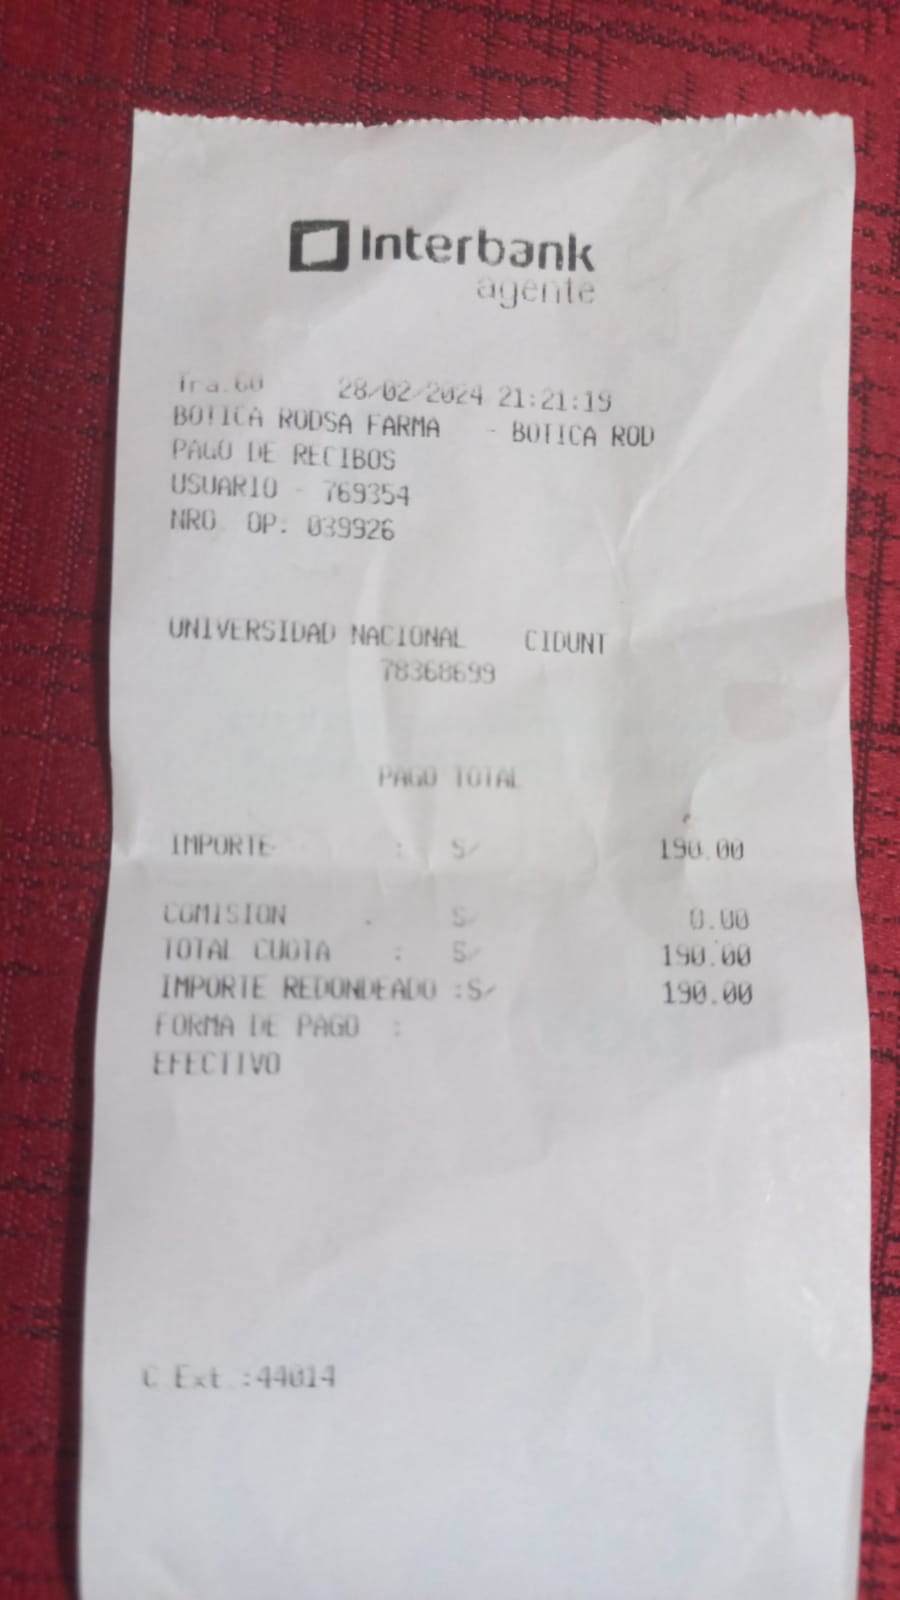 Interbank
agente
Tra.60 28/02/2024 21:21:19
BOTICA RODSA FARMA - BOTICA ROD
PAGO DE RECIBOS
USUARIO - 769354
NRO. OP: 039926
UNIVERSIDAD NACIONAL CIDUNT
78368699
PAGO TOTAL
IMPORTE : S/ 190.00
COMISION : S/ 0.00
TOTAL CUOTA : S/ 190.00
IMPORTE REDONDEADO :S/ 190.00
FORMA DE PAGO :
EFECTIVO
C Ext.:44014